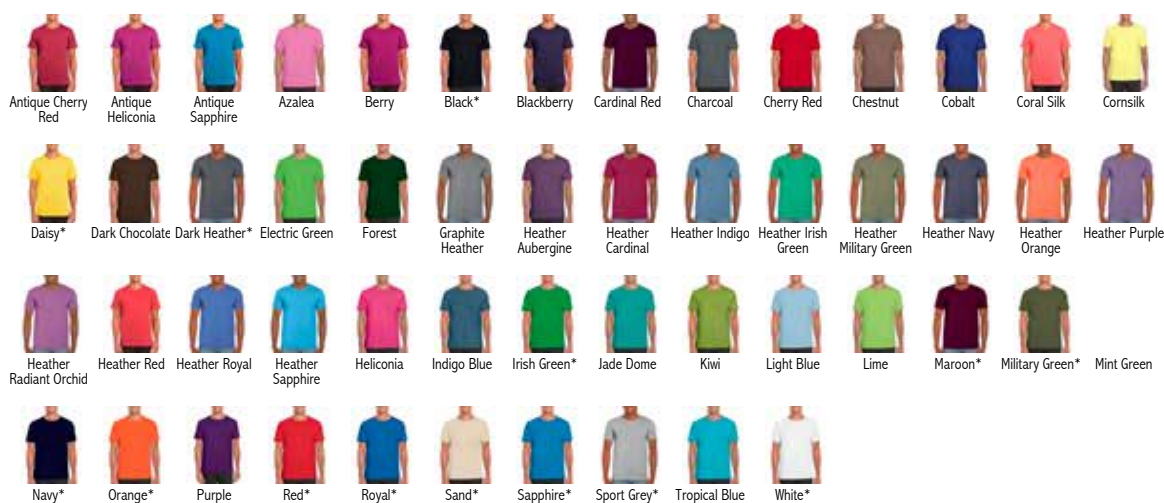 Antique Cherry Red
Antique Heliconia
Antique Sapphire
Azalea
Berry
Black*
Blackberry
Cardinal Red
Charcoal
Cherry Red
Chestnut
Cobalt
Coral Silk
Cornsilk
Daisy*
Dark Chocolate
Dark Heather*
Electric Green
Forest
Graphite Heather
Heather Aubergine
Heather Cardinal
Heather Indigo
Heather Irish Green
Heather Military Green
Heather Navy
Heather Orange
Heather Purple
Heather Radiant Orchid
Heather Red
Heather Royal
Heather Sapphire
Heliconia
Indigo Blue
Irish Green*
Jade Dome
Kiwi
Light Blue
Lime
Maroon*
Military Green*
Mint Green
Navy*
Orange*
Purple
Red*
Royal*
Sand*
Sapphire*
Sport Grey*
Tropical Blue
White*